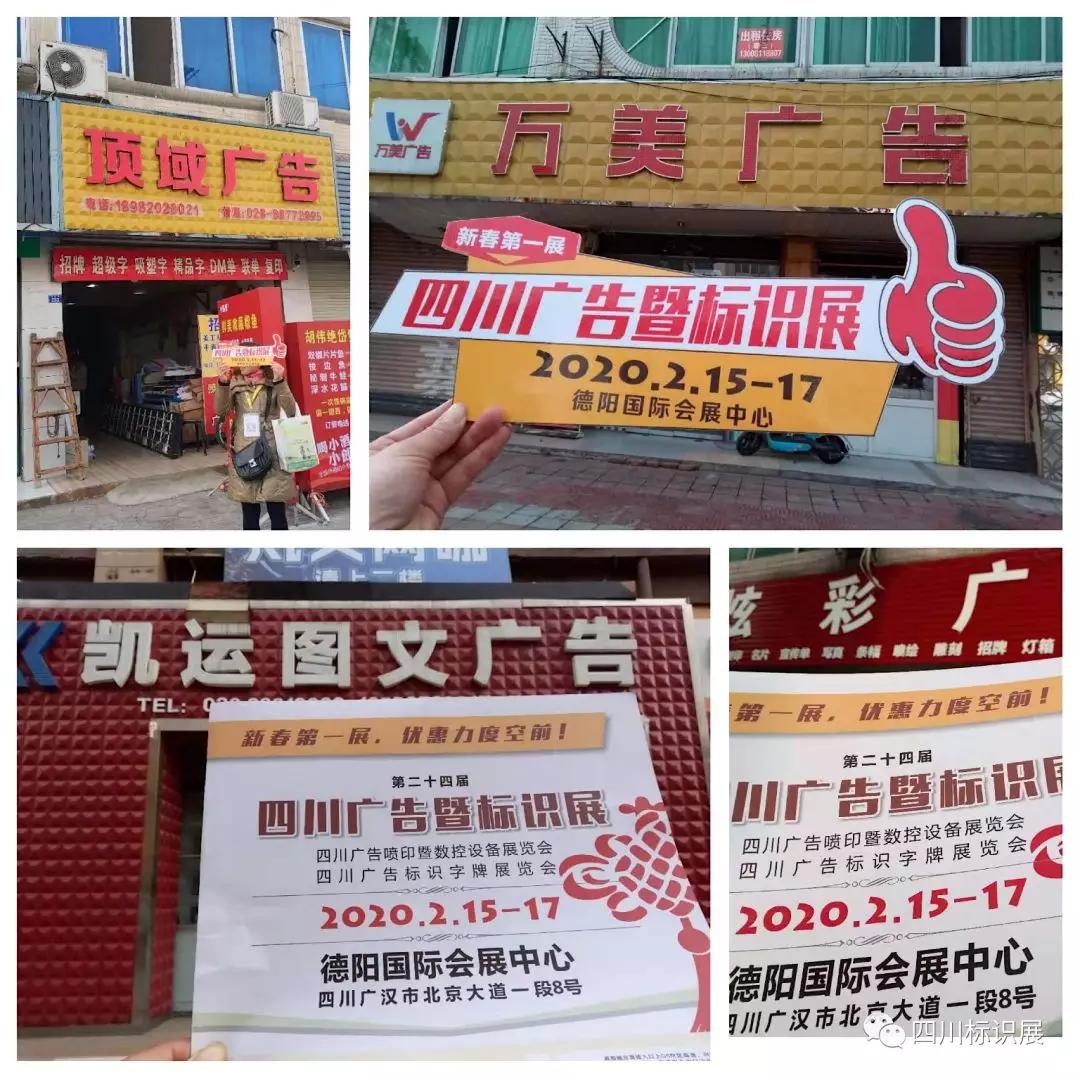 顶域广告
招牌 超级字 吸塑字 精品字 DM单 联单 复印
四川广告暨标识展
胡伟绝
出租住房
万美广告
万美广告
新春第一展
四川广告暨标识展
2020.2.15-17
德阳国际会展中心
凯运图文广告
TEL:
新春第一展，优惠力度空前！
第二十四届
四川广告暨标识展
四川广告喷印暨数控设备展览会
四川广告标识字牌展览会
2020.2.15-17
德阳国际会展中心
四川广汉市北京大道一段8号
炫彩广
名片 宣传单 写真 条幅 喷绘 雕刻 招牌 灯箱
第一展，优惠力度空前！
第二十四届
川广告暨标识展
四川广告喷印暨数控设备展览会
四川广告标识字牌展览会
2020.2.15-17
德阳国际会展中心
四川广汉市北京大道一段8号
四川标识展